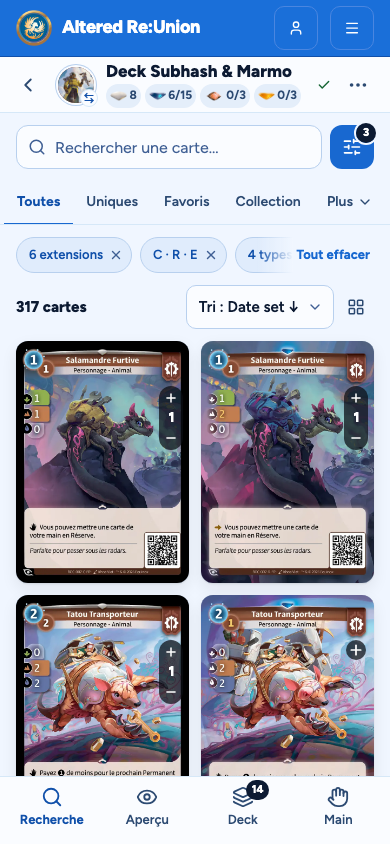 Altered Re:Union
Deck Subhash & Marmo
8 6/15 0/3 0/3
Rechercher une carte...
3
Toutes Uniques Favoris Collection Plus
6 extensions C · R · E 4 types Tout effacer
317 cartes
Tri : Date set ↓
1 1 Salamandre Furtive
Personnage - Animal
1
1
0
+
1
−
Vous pouvez mettre une carte de
votre main en Réserve.
Parfaite pour passer sous les radars.
1 1 Salamandre Furtive
Personnage - Animal
1
1
0
+
1
−
Vous pouvez mettre une carte de
votre main en Réserve.
Parfaite pour passer sous les radars.
2 2 Tatou Transporteur
Personnage - Animal
0
2
2
+
1
−
Payez 1 de moins pour le prochain Permanent
2 1 Tatou Transporteur
Personnage - Animal
0
2
2
+
14
Recherche Aperçu Deck Main